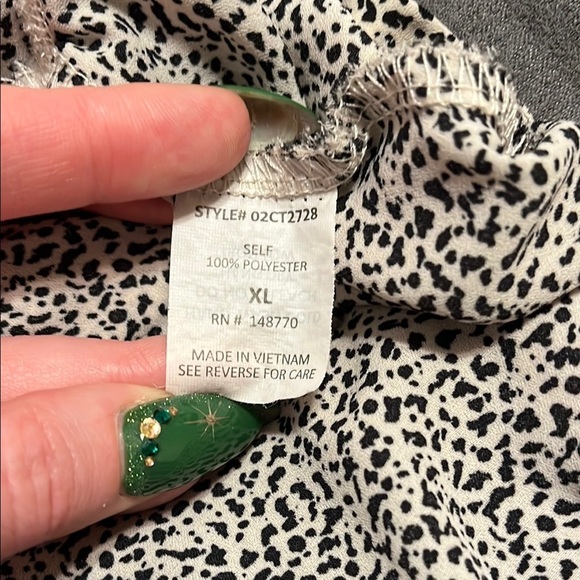 STYLE# 02CT2728
SELF
100% POLYESTER
XL
RN # 148770
MADE IN VIETNAM
SEE REVERSE FOR CARE